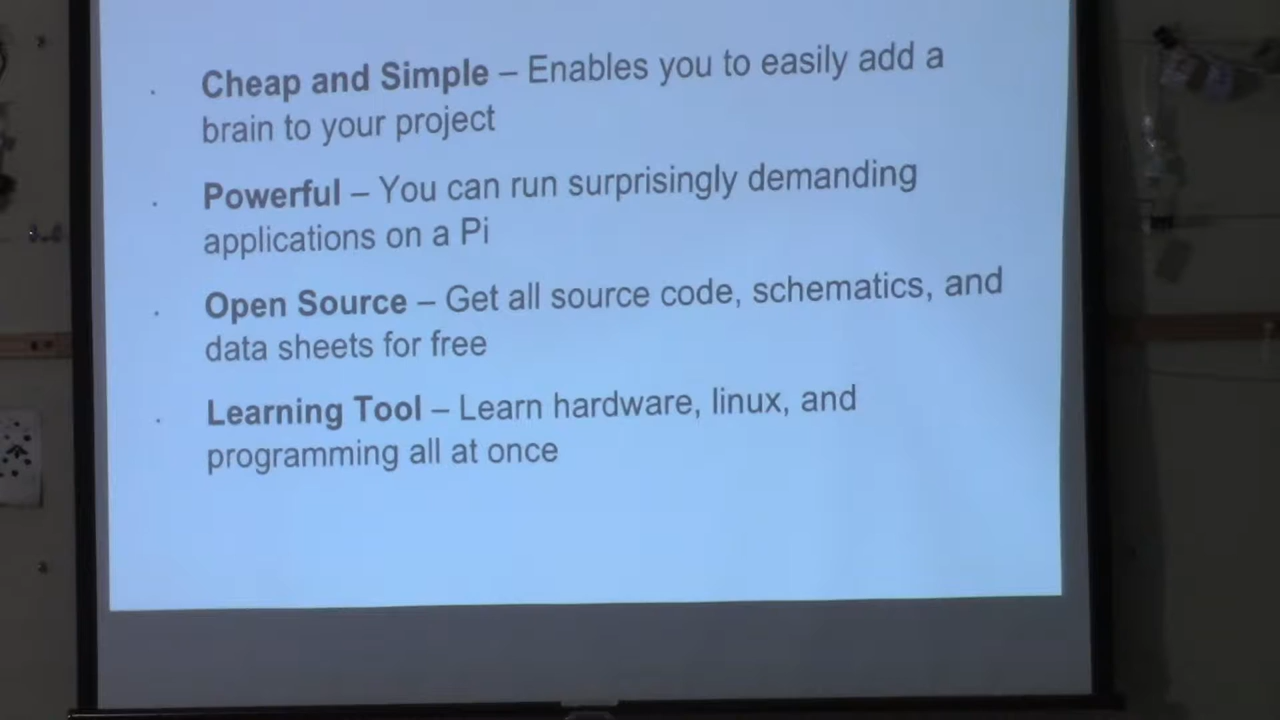 Cheap and Simple – Enables you to easily add a
brain to your project
Powerful – You can run surprisingly demanding
applications on a Pi
Open Source – Get all source code, schematics, and
data sheets for free
Learning Tool – Learn hardware, linux, and
programming all at once